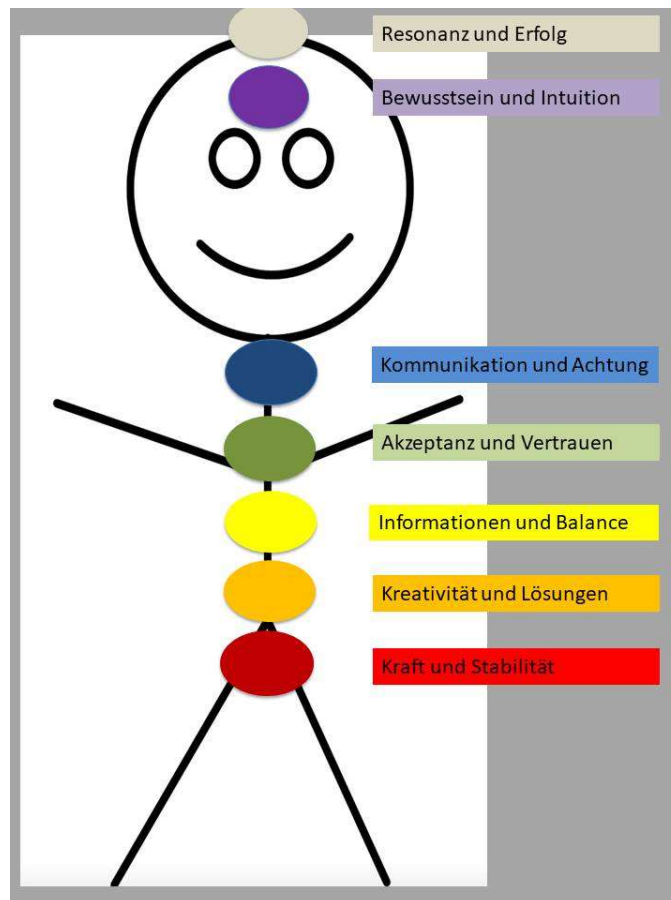 Resonanz und Erfolg
Bewusstsein und Intuition
Kommunikation und Achtung
Akzeptanz und Vertrauen
Informationen und Balance
Kreativität und Lösungen
Kraft und Stabilität